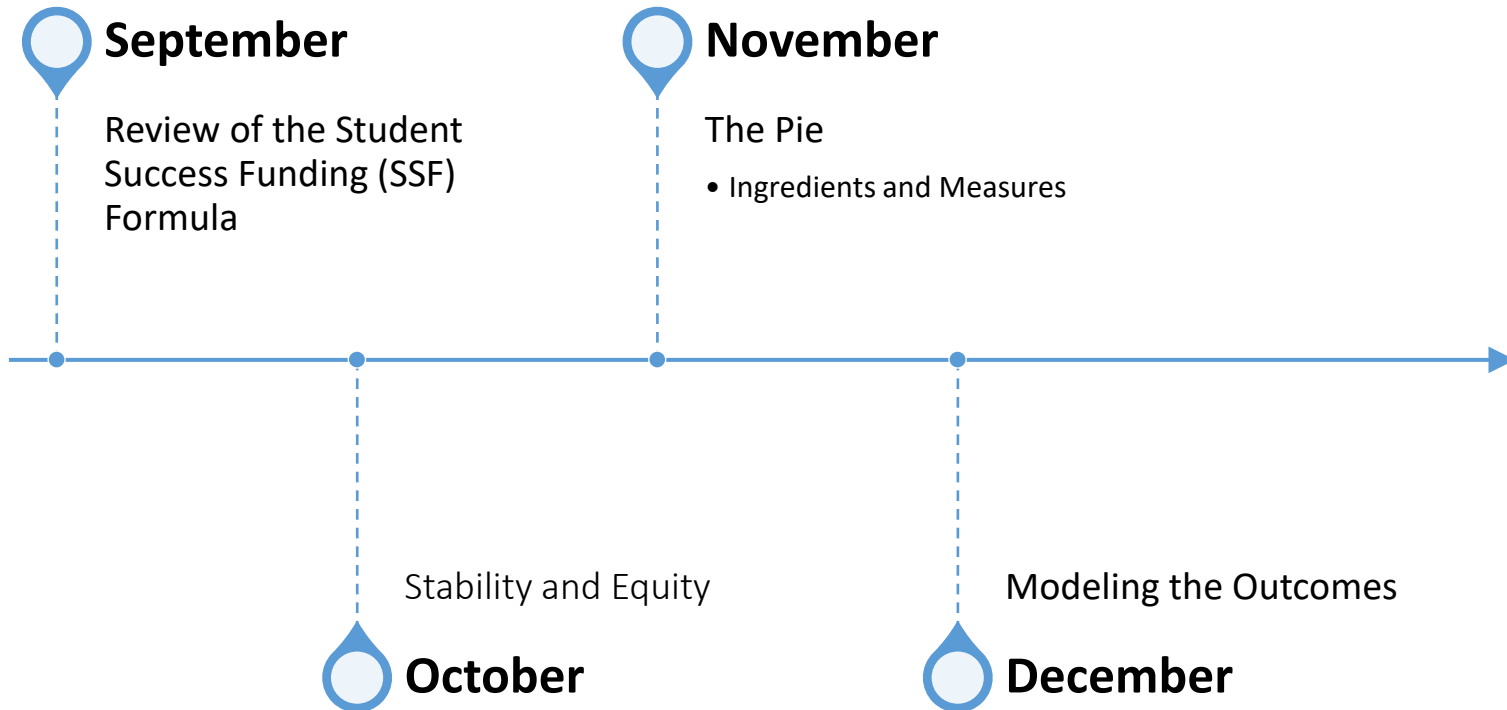 September
Review of the Student
Success Funding (SSF)
Formula
November
The Pie
• Ingredients and Measures
Stability and Equity
October
Modeling the Outcomes
December